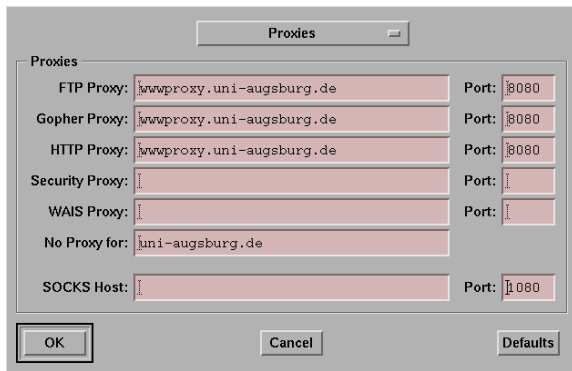 Proxies
Proxies
FTP Proxy: wwwproxy.uni-augsburg.de Port: 8080
Gopher Proxy: wwwproxy.uni-augsburg.de Port: 8080
HTTP Proxy: wwwproxy.uni-augsburg.de Port: 8080
Security Proxy: Port:
WAIS Proxy: Port:
No Proxy for: uni-augsburg.de
SOCKS Host: Port: 1080
OK Cancel Defaults